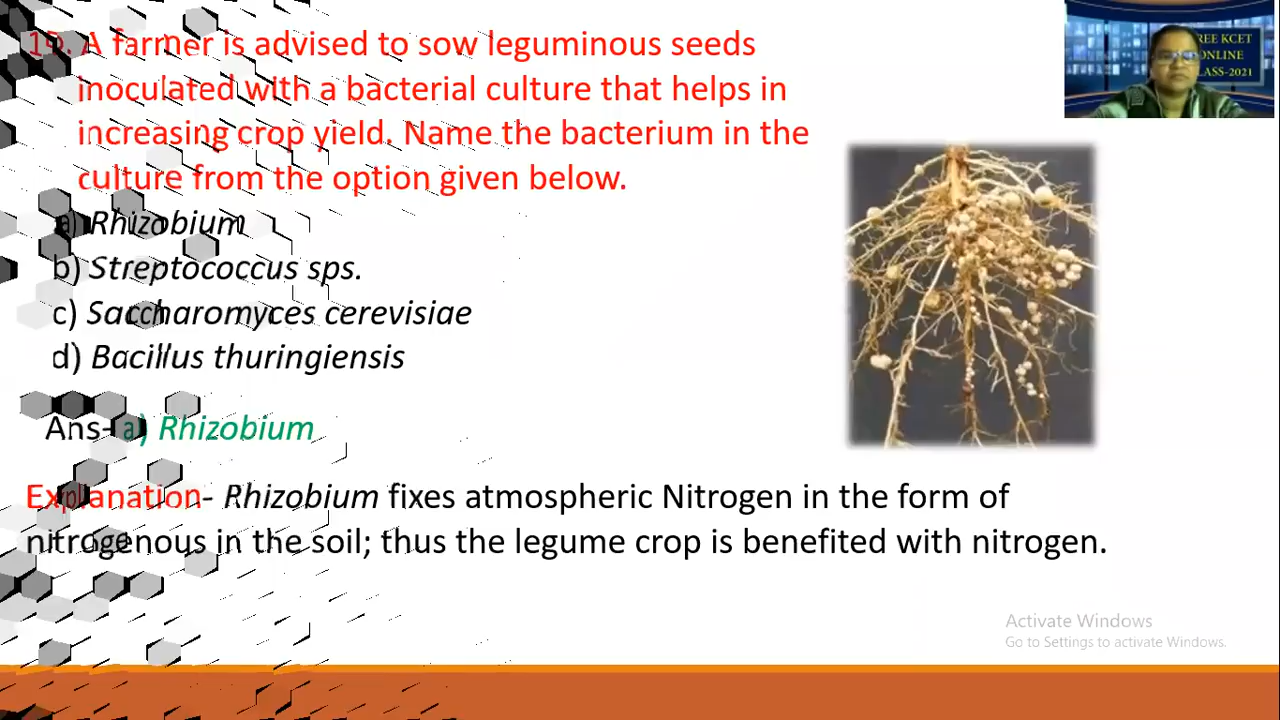 A farmer is advised to sow leguminous seeds
inoculated with a bacterial culture that helps in
increasing crop yield. Name the bacterium in the
culture from the option given below.
a) Rhizobium
b) Streptococcus sps.
c) Saccharomyces cerevisiae
d) Bacillus thuringiensis
Ans- a) Rhizobium
Explanation- Rhizobium fixes atmospheric Nitrogen in the form of
nitrogenous in the soil; thus the legume crop is benefited with nitrogen.
REE KCET
ONLINE
LASS-2021
Activate Windows
Go to Settings to activate Windows.